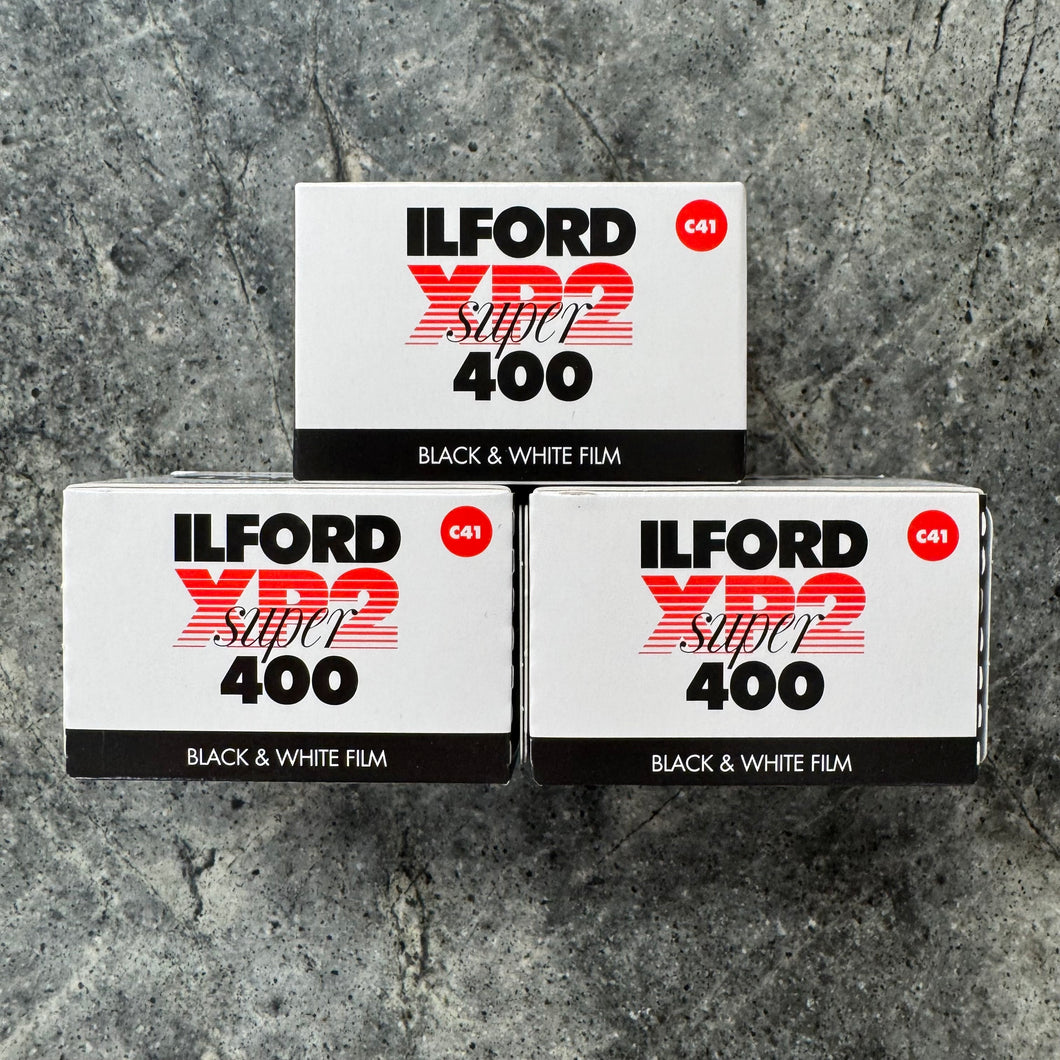 ILFORD
C41
XP2
super
400
BLACK & WHITE FILM
ILFORD
C41
XP2
super
400
BLACK & WHITE FILM
ILFORD
C41
XP2
super
400
BLACK & WHITE FILM